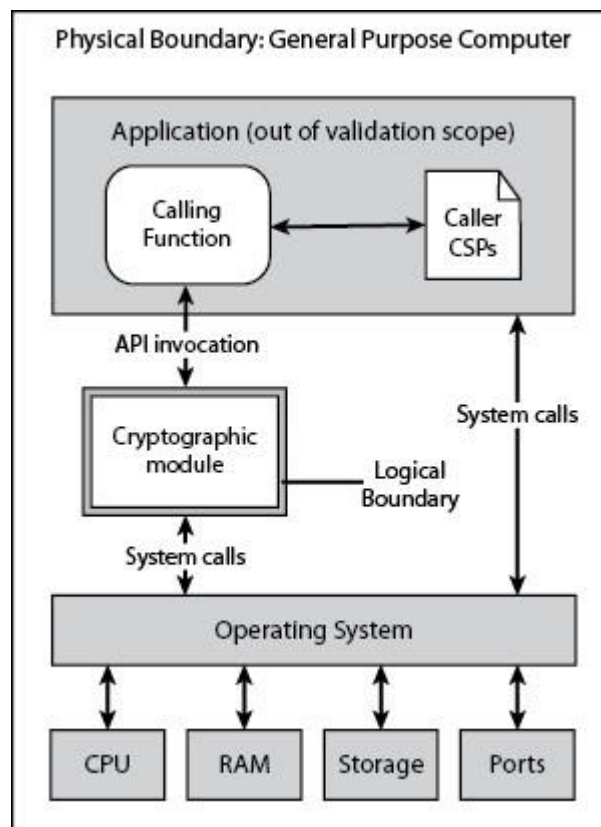 Physical Boundary: General Purpose Computer
Application (out of validation scope)
Calling
Function
Caller
CSPs
API invocation
System calls
Cryptographic
module
Logical
Boundary
System calls
Operating System
CPU
RAM
Storage
Ports